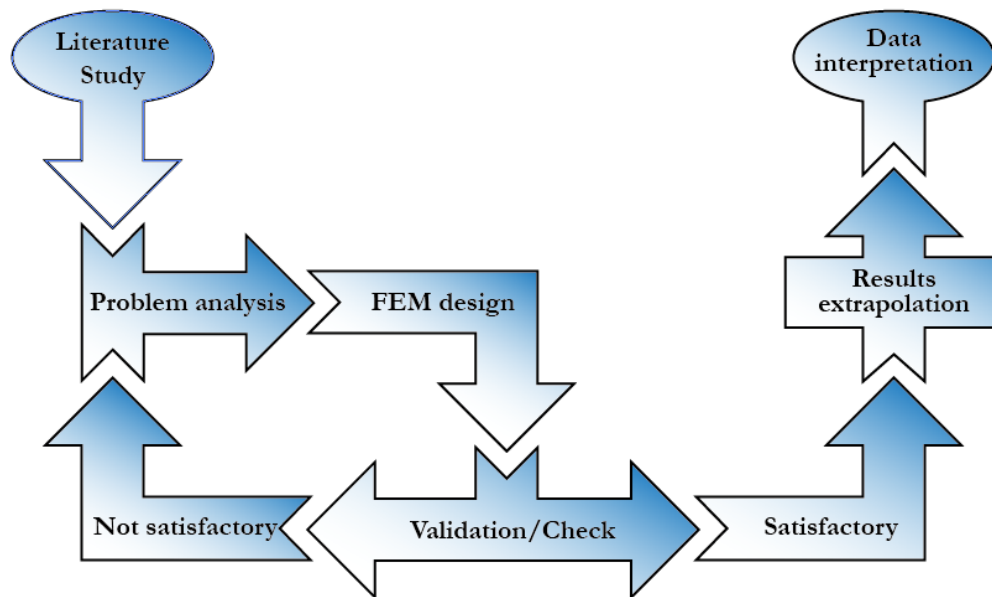 Literature
Study
Data
interpretation
Problem analysis
FEM design
Results
extrapolation
Not satisfactory
Validation/Check
Satisfactory